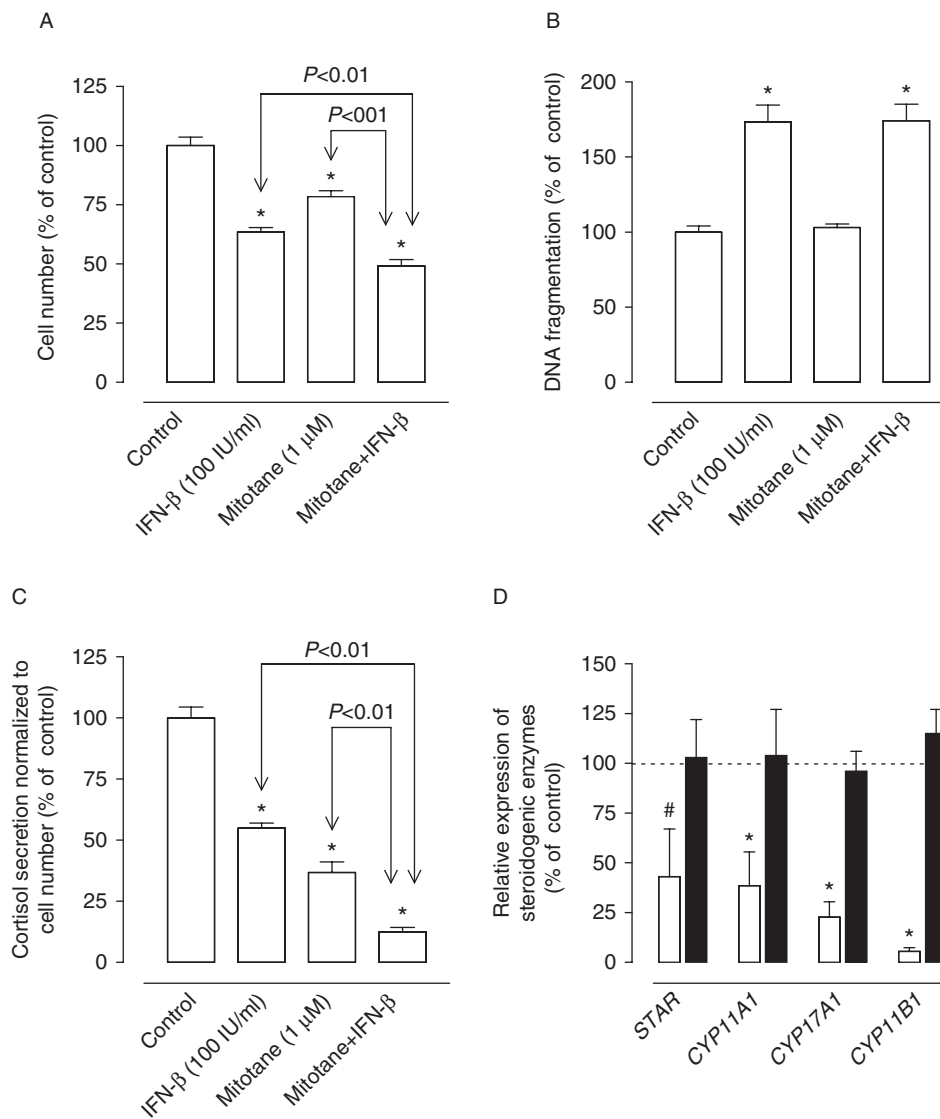 A
Cell number (% of control)
125
100
75
50
25
0
P<0.01
P<001
*
*
*
Control
IFN-β (100 IU/ml)
Mitotane (1 μM)
Mitotane+IFN-β
B
DNA fragmentation (% of control)
200
150
100
50
0
*
*
Control
IFN-β (100 IU/ml)
Mitotane (1 μM)
Mitotane+IFN-β
C
Cortisol secretion normalized to
cell number (% of control)
125
100
75
50
25
0
P<0.01
P<0.01
*
*
*
Control
IFN-β (100 IU/ml)
Mitotane (1 μM)
Mitotane+IFN-β
D
Relative expression of
steroidogenic enzymes
(% of control)
150
125
100
75
50
25
0
#
*
*
*
STAR
CYP11A1
CYP17A1
CYP11B1